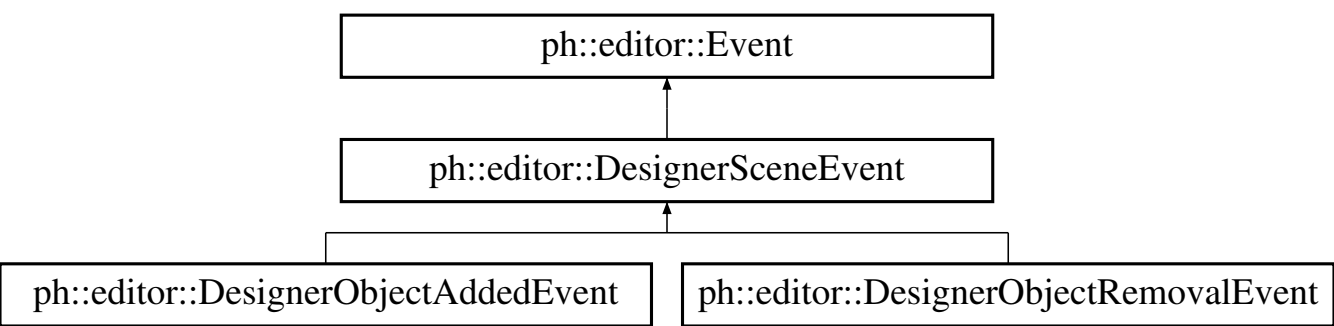 ph::editor::Event
ph::editor::DesignerSceneEvent
ph::editor::DesignerObjectAddedEvent
ph::editor::DesignerObjectRemovalEvent